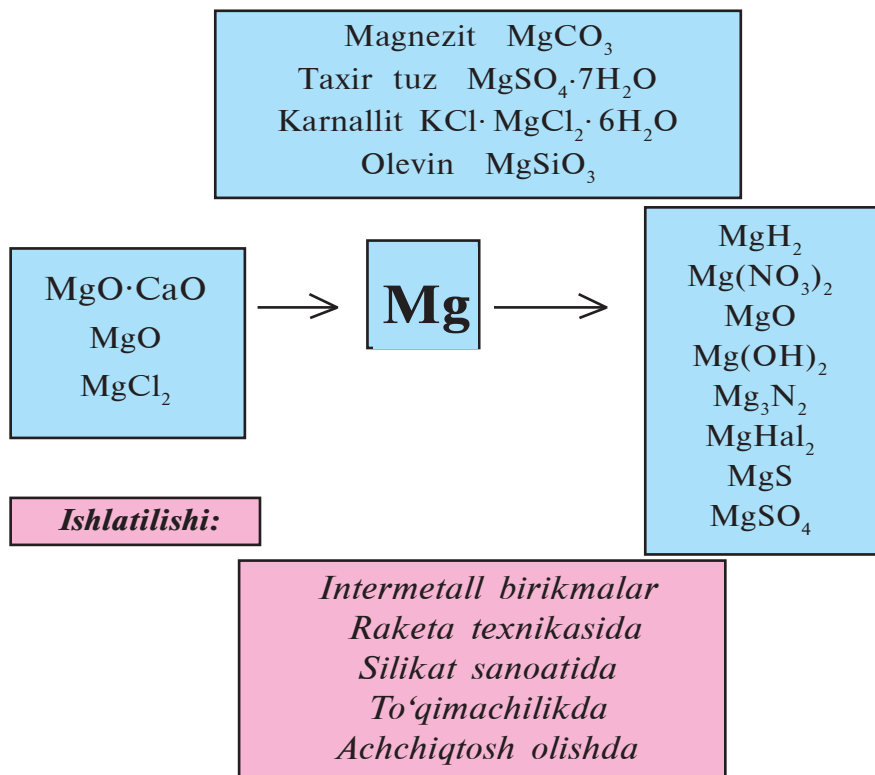 Magnezit MgCO₃
Taxir tuz MgSO₄·7H₂O
Karnallit KCl· MgCl₂· 6H₂O
Olevin MgSiO₃
MgO·CaO
MgO
MgCl₂
Mg
MgH₂
Mg(NO₃)₂
MgO
Mg(OH)₂
Mg₃N₂
MgHal₂
MgS
MgSO₄
Ishlatilishi:
Intermetall birikmalar
Raketa texnikasida
Silikat sanoatida
To‘qimachilikda
Achchiqtosh olishda